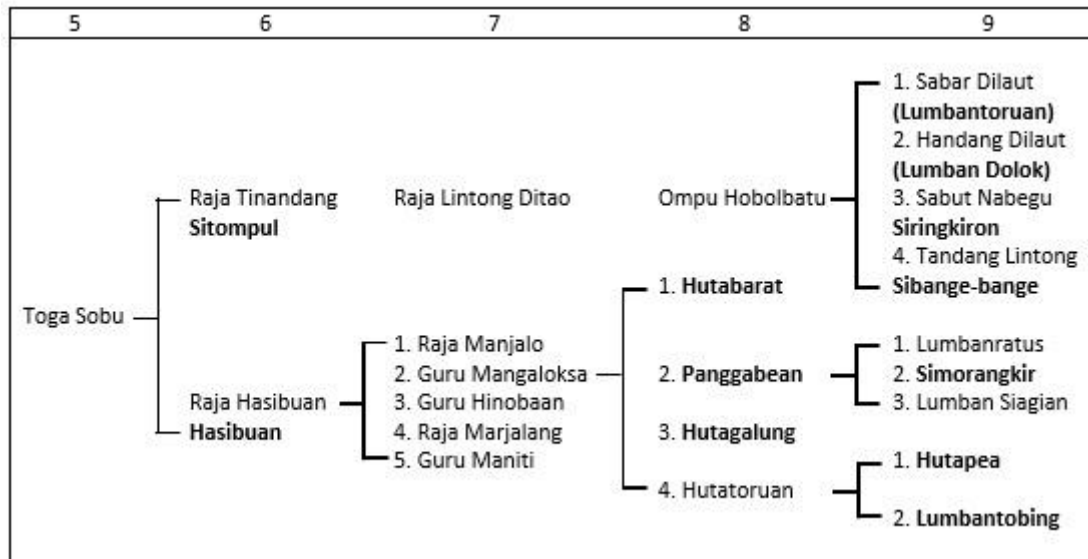 5 6 7 8 9
1. Sabar Dilaut
(Lumbantoruan)
2. Handang Dilaut
(Lumban Dolok)
Raja Tinandang Raja Lintong Ditao Ompu Hobolbatu 3. Sabut Nabegu
Sitompul Siringkiron
4. Tandang Lintong
1. Hutabarat Sibange-bange
Toga Sobu
1. Raja Manjalo 1. Lumbanratus
2. Guru Mangaloksa 2. Panggabean 2. Simorangkir
Raja Hasibuan 3. Guru Hinobaan 3. Lumban Siagian
Hasibuan 4. Raja Marjalang 3. Hutagalung
5. Guru Maniti 1. Hutapea
4. Hutatoruan
2. Lumbantobing